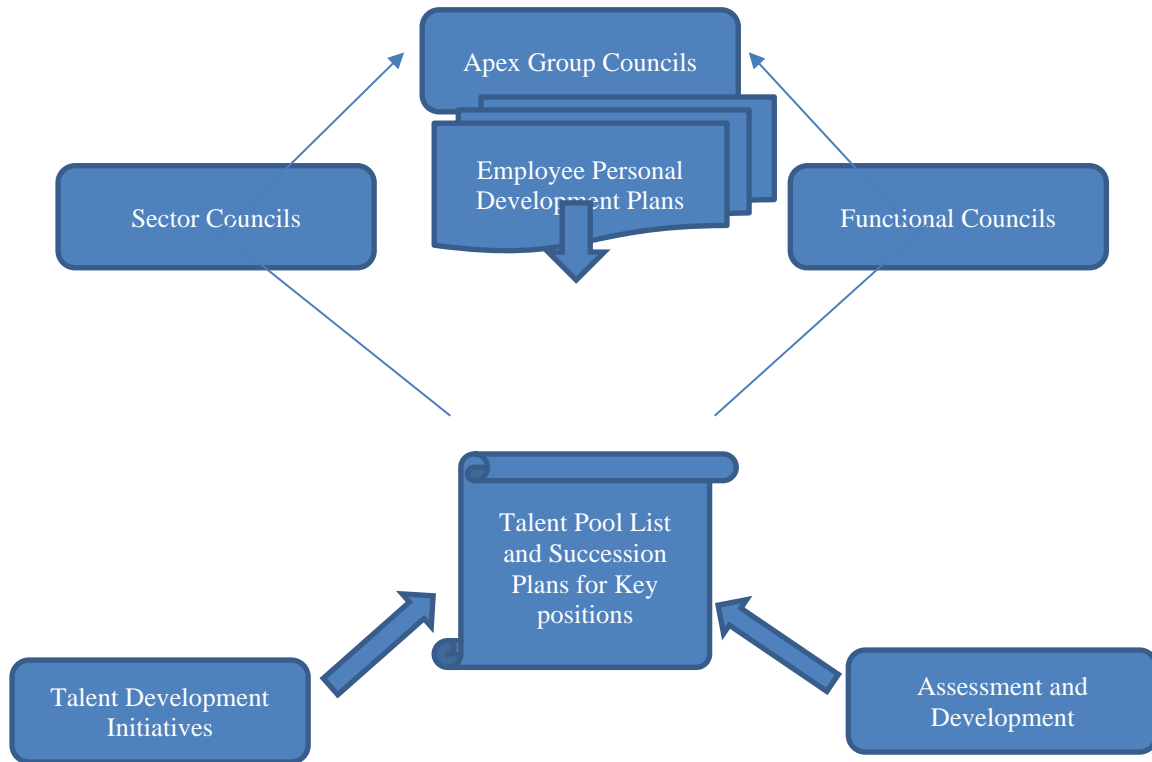 Apex Group Councils
Employee Personal
Development Plans
Sector Councils
Functional Councils
Talent Pool List
and Succession
Plans for Key
positions
Talent Development
Initiatives
Assessment and
Development